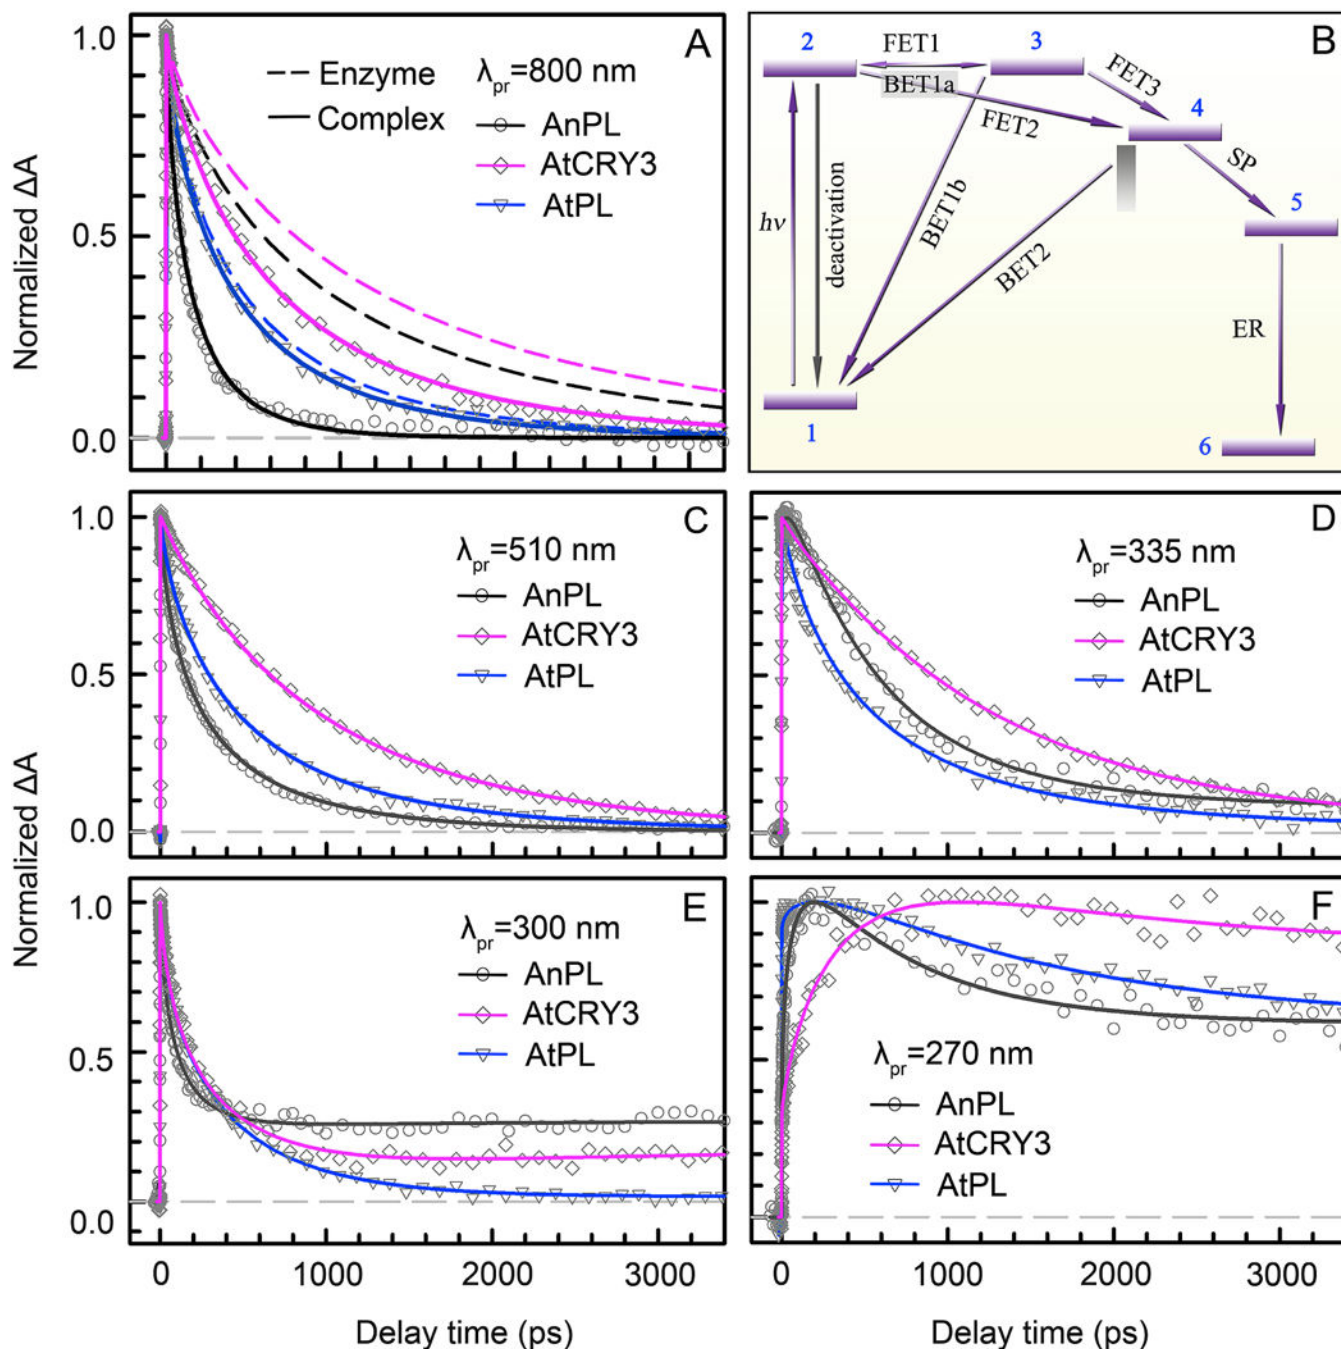 A
λpr=800 nm
Enzyme
Complex
AnPL
AtCRY3
AtPL
1.0
0.5
0.0
Normalized ΔA
B
2
FET1
3
BET1a
FET3
FET2
4
SP
hν
deactivation
BET1b
BET2
5
ER
1
6
C
λpr=510 nm
AnPL
AtCRY3
AtPL
1.0
0.5
0.0
Normalized ΔA
D
λpr=335 nm
AnPL
AtCRY3
AtPL
E
λpr=300 nm
AnPL
AtCRY3
AtPL
1.0
0.5
0.0
0 1000 2000 3000
Delay time (ps)
F
λpr=270 nm
AnPL
AtCRY3
AtPL
0 1000 2000 3000
Delay time (ps)